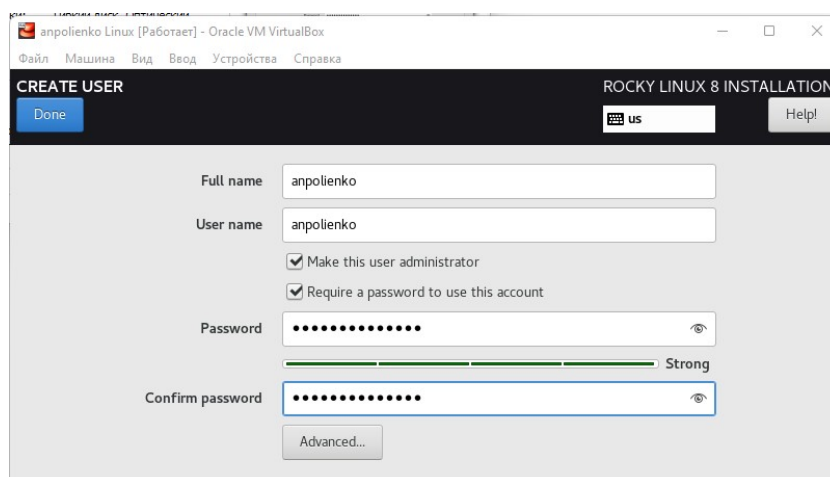 anpolienko Linux [Работает] - Oracle VM VirtualBox
Файл Машина Вид Ввод Устройства Справка
CREATE USER
ROCKY LINUX 8 INSTALLATION
Done
us
Help!
Full name
anpolienko
User name
anpolienko
Make this user administrator
Require a password to use this account
Password
••••••••••••••
Strong
Confirm password
••••••••••••••
Advanced...